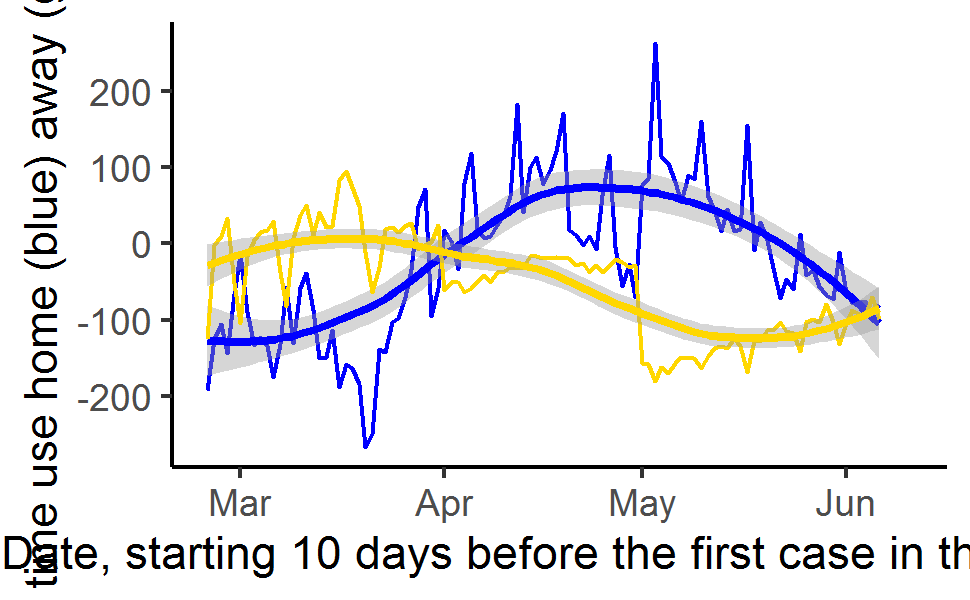 time use home (blue) away (
200
100
0
-100
-200
Mar Apr May Jun
Date, starting 10 days before the first case in th